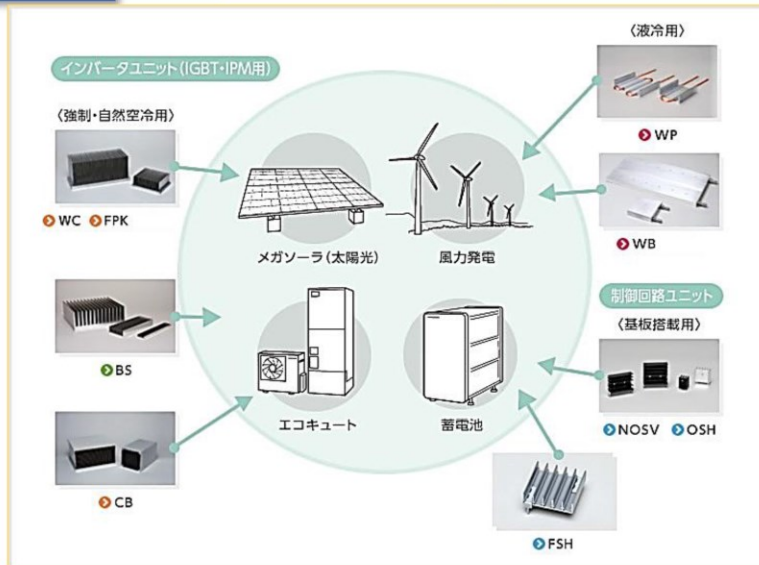 インバータユニット(IGBT・IPM用)
〈強制・自然空冷用〉
WC FPK
BS
CB
メガソーラ(太陽光)
風力発電
エコキュート
蓄電池
〈液冷用〉
WP
WB
制御回路ユニット
〈基板搭載用〉
NOSV OSH
FSH